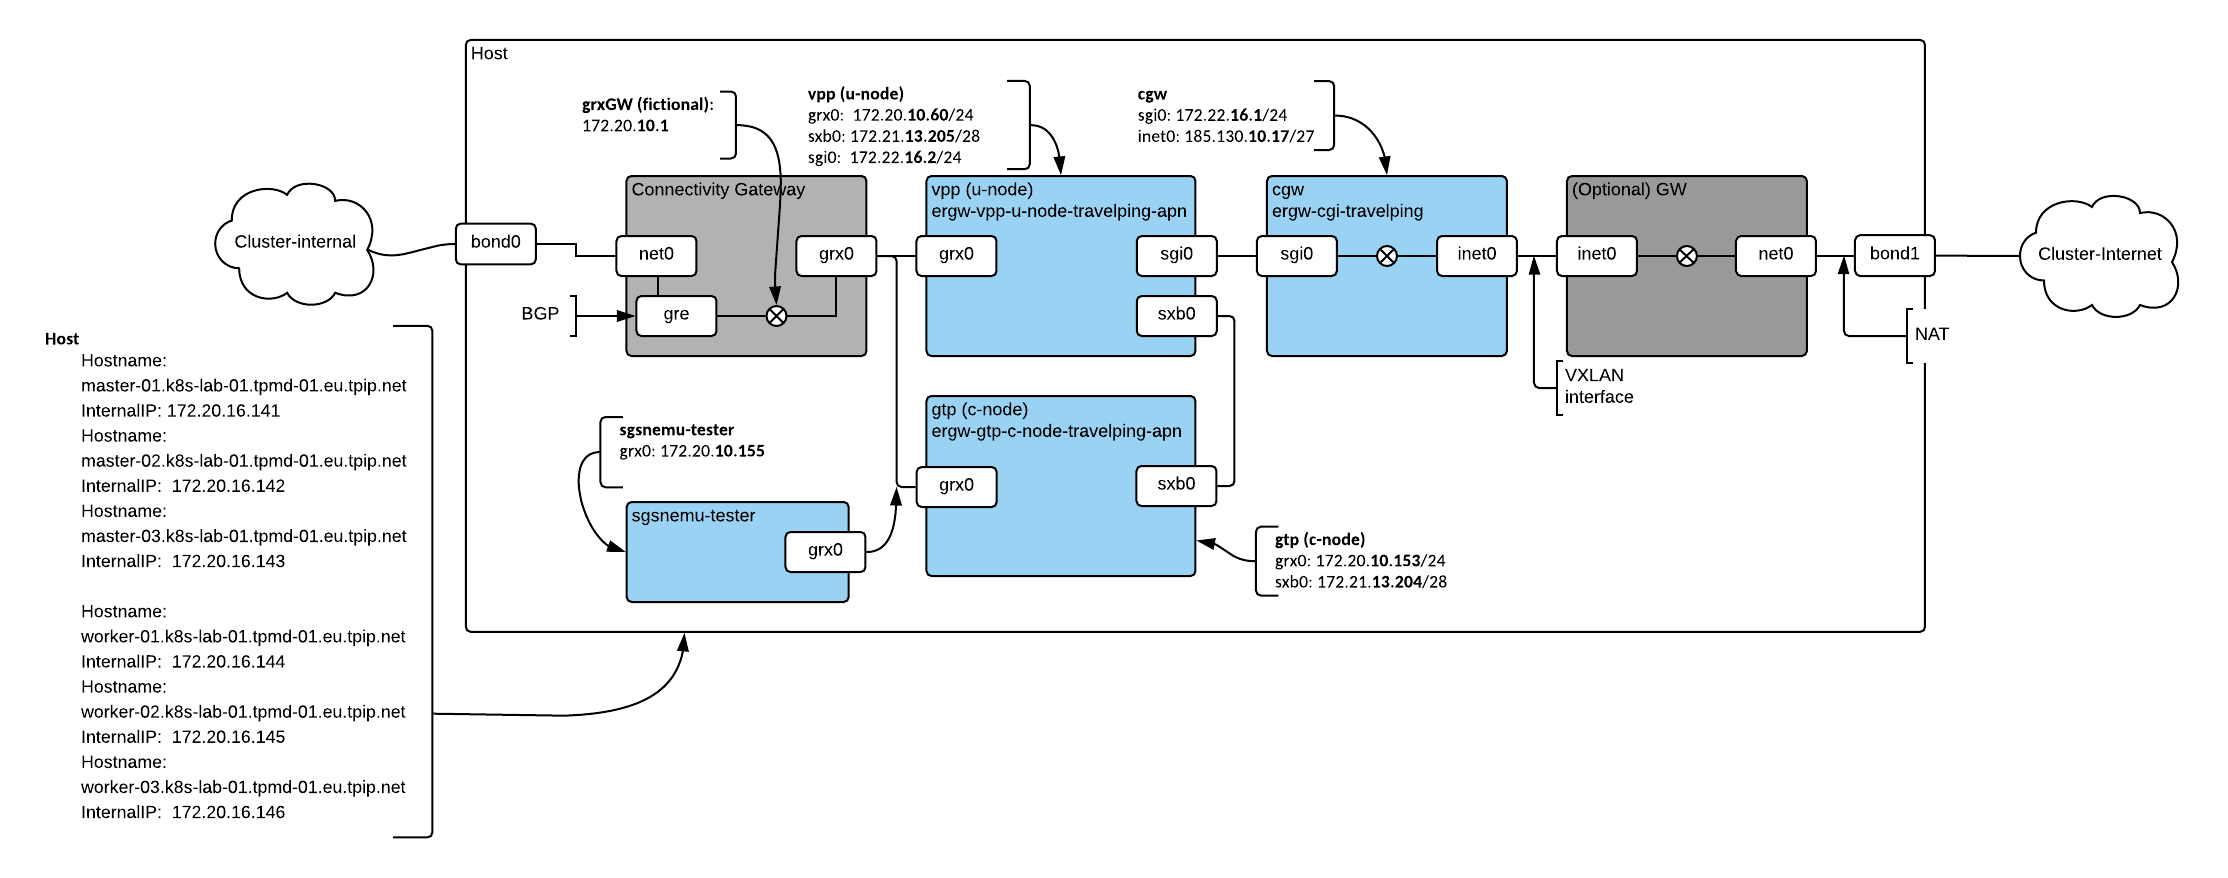 Host
grxGW (fictional):
172.20.10.1
vpp (u-node)
grx0:  172.20.10.60/24
sxb0: 172.21.13.205/28
sgi0:  172.22.16.2/24
cgw
sgi0: 172.22.16.1/24
inet0: 185.130.10.17/27
Cluster-internal
bond0
Connectivity Gateway
net0
grx0
gre
BGP
vpp (u-node)
ergw-vpp-u-node-travelping-apn
grx0
sgi0
sxb0
cgw
ergw-cgi-travelping
sgi0
inet0
(Optional) GW
inet0
net0
bond1
Cluster-Internet
NAT
VXLAN
interface
Host
Hostname:
master-01.k8s-lab-01.tpmd-01.eu.tpip.net
InternalIP: 172.20.16.141
Hostname:
master-02.k8s-lab-01.tpmd-01.eu.tpip.net
InternalIP:  172.20.16.142
Hostname:
master-03.k8s-lab-01.tpmd-01.eu.tpip.net
InternalIP:  172.20.16.143
Hostname:
worker-01.k8s-lab-01.tpmd-01.eu.tpip.net
InternalIP:  172.20.16.144
Hostname:
worker-02.k8s-lab-01.tpmd-01.eu.tpip.net
InternalIP:  172.20.16.145
Hostname:
worker-03.k8s-lab-01.tpmd-01.eu.tpip.net
InternalIP:  172.20.16.146
sgsnemu-tester
grx0: 172.20.10.155
sgsnemu-tester
grx0
gtp (c-node)
ergw-gtp-c-node-travelping-apn
grx0
sxb0
gtp (c-node)
grx0: 172.20.10.153/24
sxb0: 172.21.13.204/28